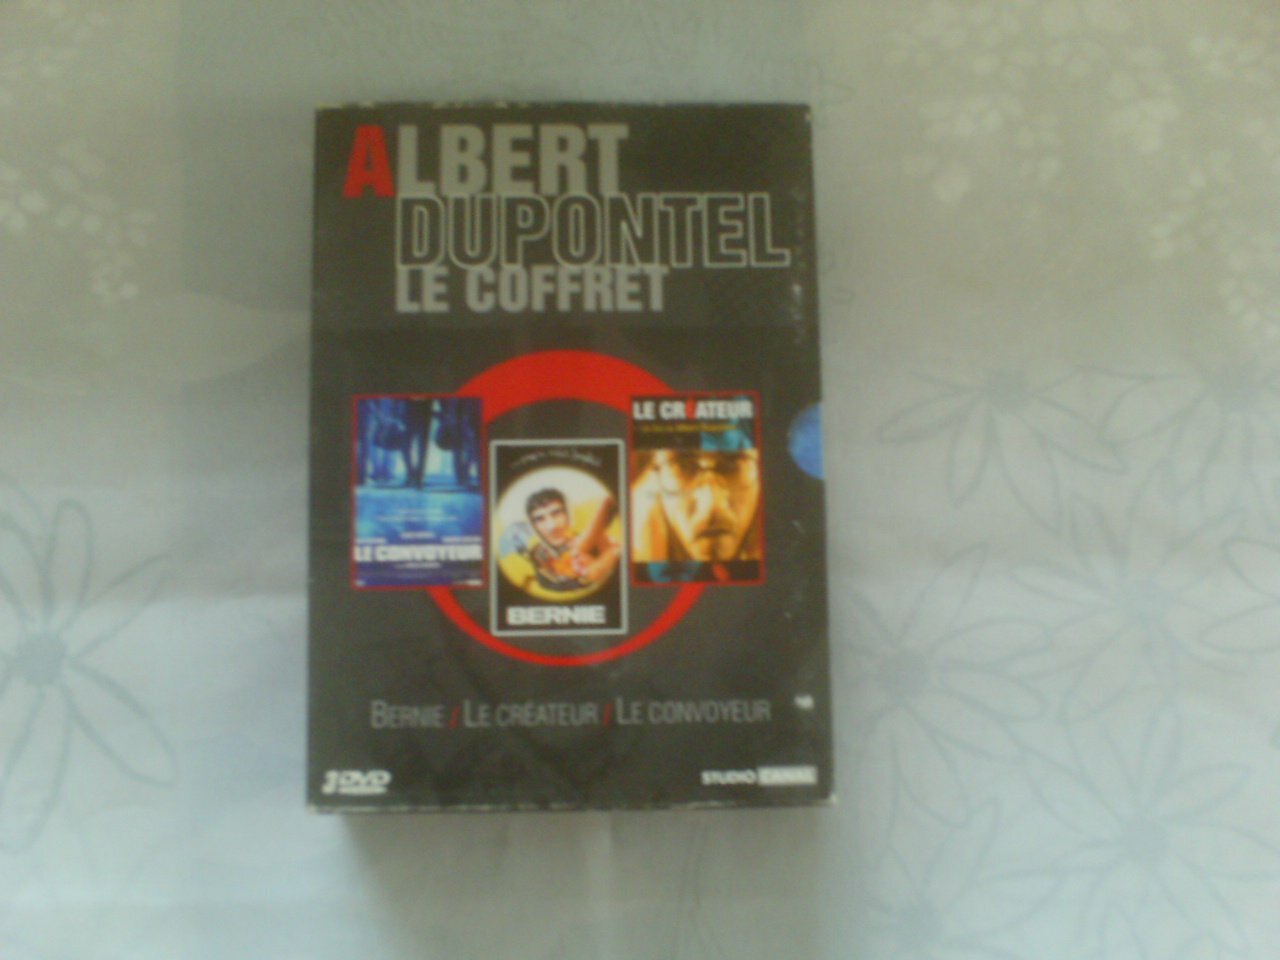 ALBERT
DUPONTEL
LE COFFRET
LE CRÉATEUR
LE CONVOYEUR
BERNIE
BERNIE / LE CRÉATEUR / LE CONVOYEUR
3 DVD
STUDIO CANAL